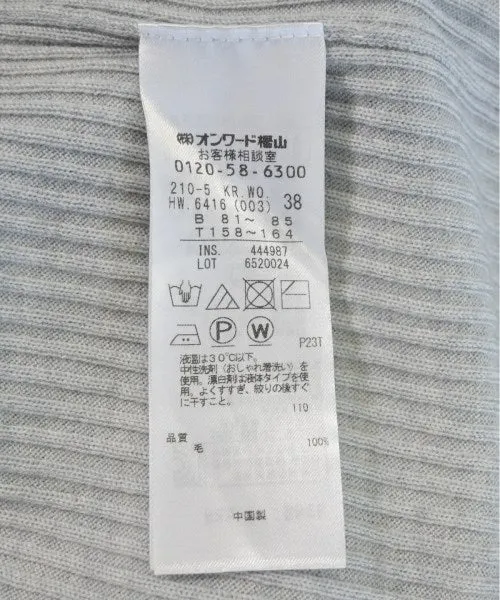 ㈱オンワード樫山
お客様相談室
0120-58-6300
210-5 KR.WO.
HW.6416 (003) 38
B 81～ 85
T158～164
INS. 444987
LOT 6520024
P W
P23T
液温は30℃以下。
中性洗剤（おしゃれ着洗い）を
使用。漂白剤は液体タイプを使
用。よくすすぎ、絞りの後すぐ
に干すこと。
110
品質
毛 100%
中国製